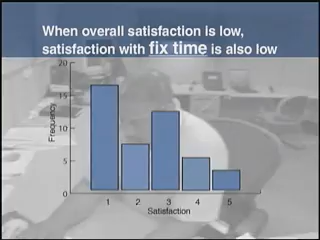 When overall satisfaction is low,
satisfaction with fix time is also low
20
15
10
5
0
Frequency
1 2 3 4 5
Satisfaction